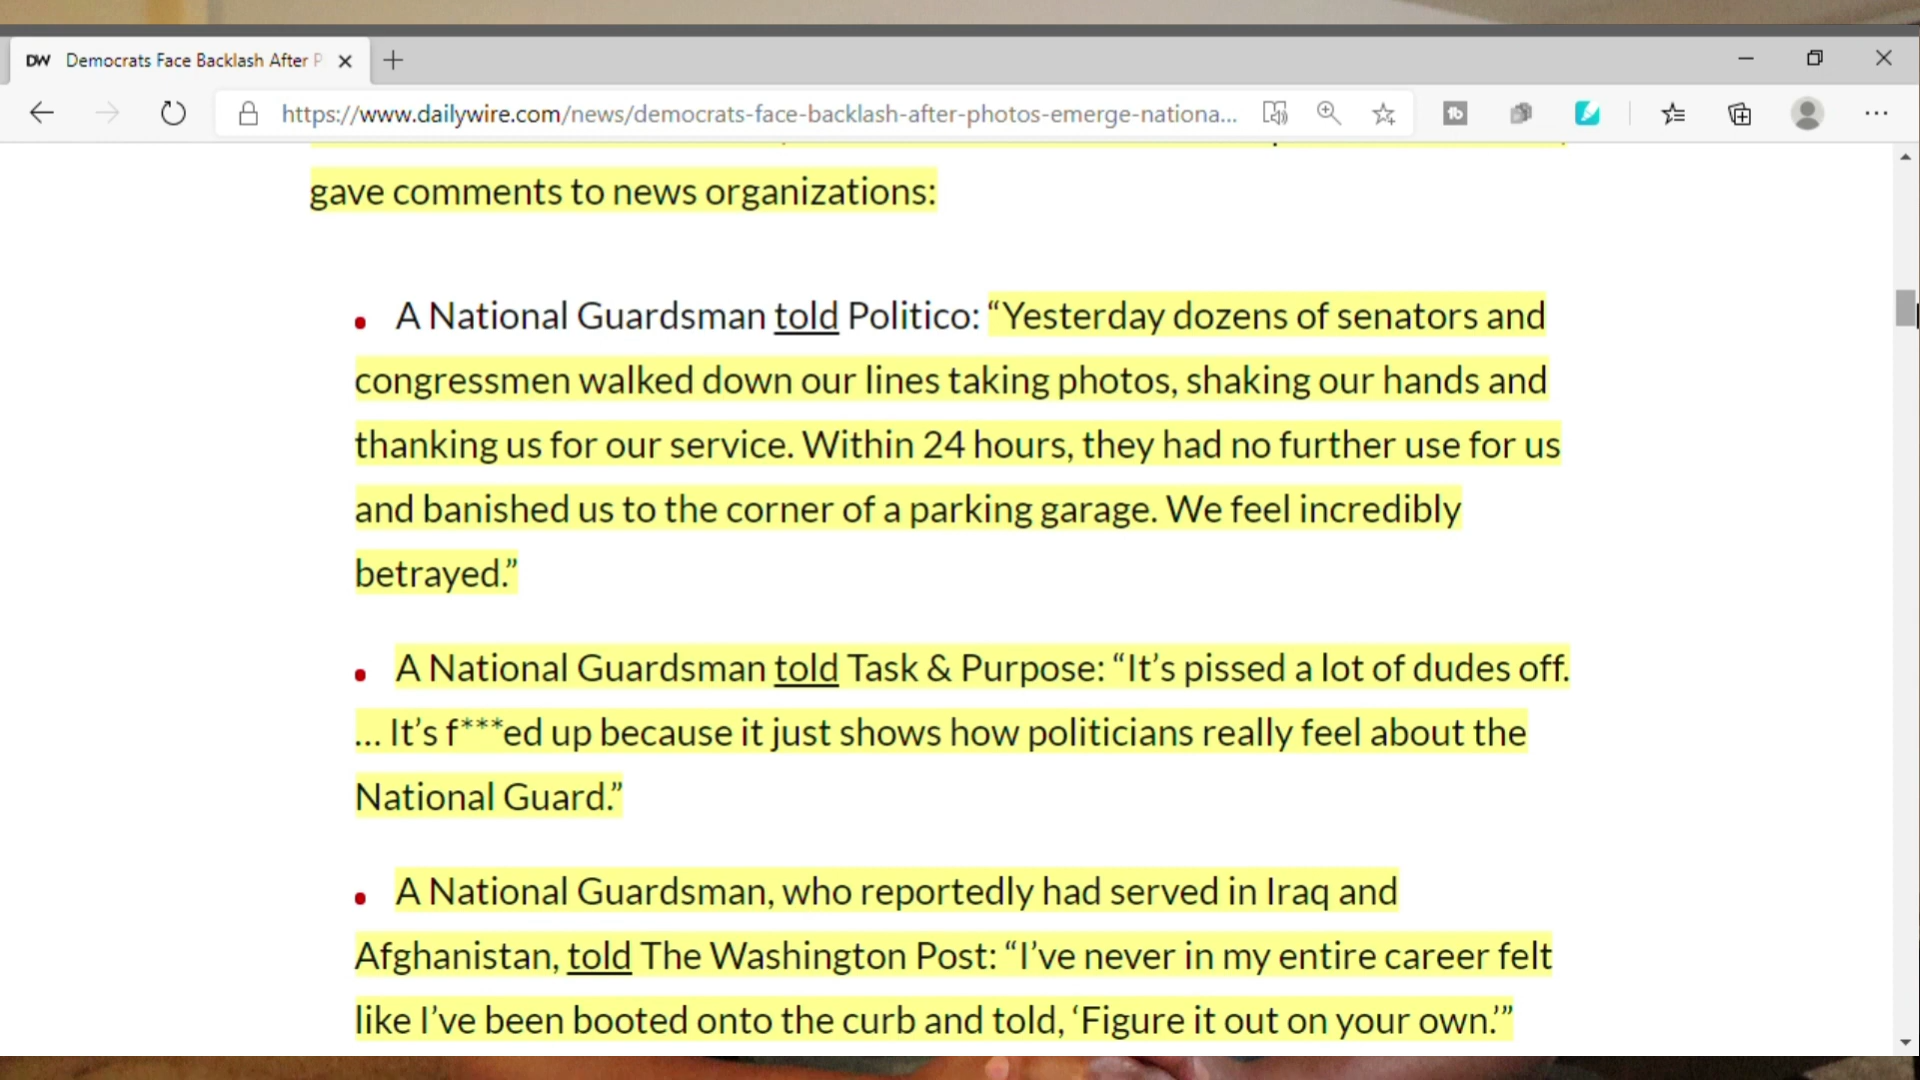 DW Democrats Face Backlash After P
https://www.dailywire.com/news/democrats-face-backlash-after-photos-emerge-nationa...
gave comments to news organizations:
• A National Guardsman told Politico: “Yesterday dozens of senators and
congressmen walked down our lines taking photos, shaking our hands and
thanking us for our service. Within 24 hours, they had no further use for us
and banished us to the corner of a parking garage. We feel incredibly
betrayed.”
• A National Guardsman told Task & Purpose: “It’s pissed a lot of dudes off.
... It’s f***ed up because it just shows how politicians really feel about the
National Guard.”
• A National Guardsman, who reportedly had served in Iraq and
Afghanistan, told The Washington Post: “I’ve never in my entire career felt
like I’ve been booted onto the curb and told, ‘Figure it out on your own.’”